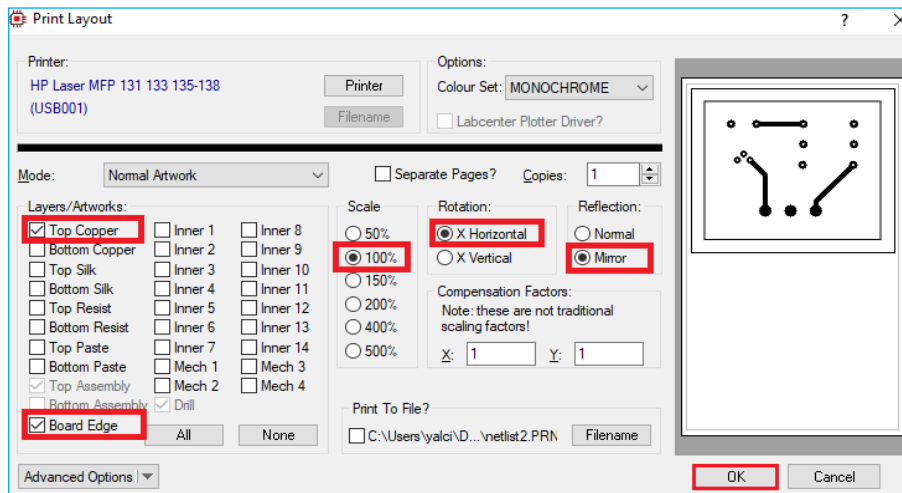 Print Layout
?
Printer:
HP Laser MFP 131 133 135-138
(USB001)
Printer
Filename
Options:
Colour Set: MONOCHROME
Labcenter Plotter Driver?
Mode: Normal Artwork
Separate Pages? Copies: 1
Layers/Artworks:
Top Copper Inner 1 Inner 8
Bottom Copper Inner 2 Inner 9
Top Silk Inner 3 Inner 10
Bottom Silk Inner 4 Inner 11
Top Resist Inner 5 Inner 12
Bottom Resist Inner 6 Inner 13
Top Paste Inner 7 Inner 14
Bottom Paste Mech 1 Mech 3
Top Assembly Mech 2 Mech 4
Bottom Assembly Drill
Board Edge
All None
Scale
50%
100%
150%
200%
400%
500%
Rotation:
X Horizontal
X Vertical
Reflection:
Normal
Mirror
Compensation Factors:
Note: these are not traditional
scaling factors!
X: 1 Y: 1
Print To File?
C:\Users\yalci\D...\netlist2.PRN Filename
Advanced Options
OK Cancel